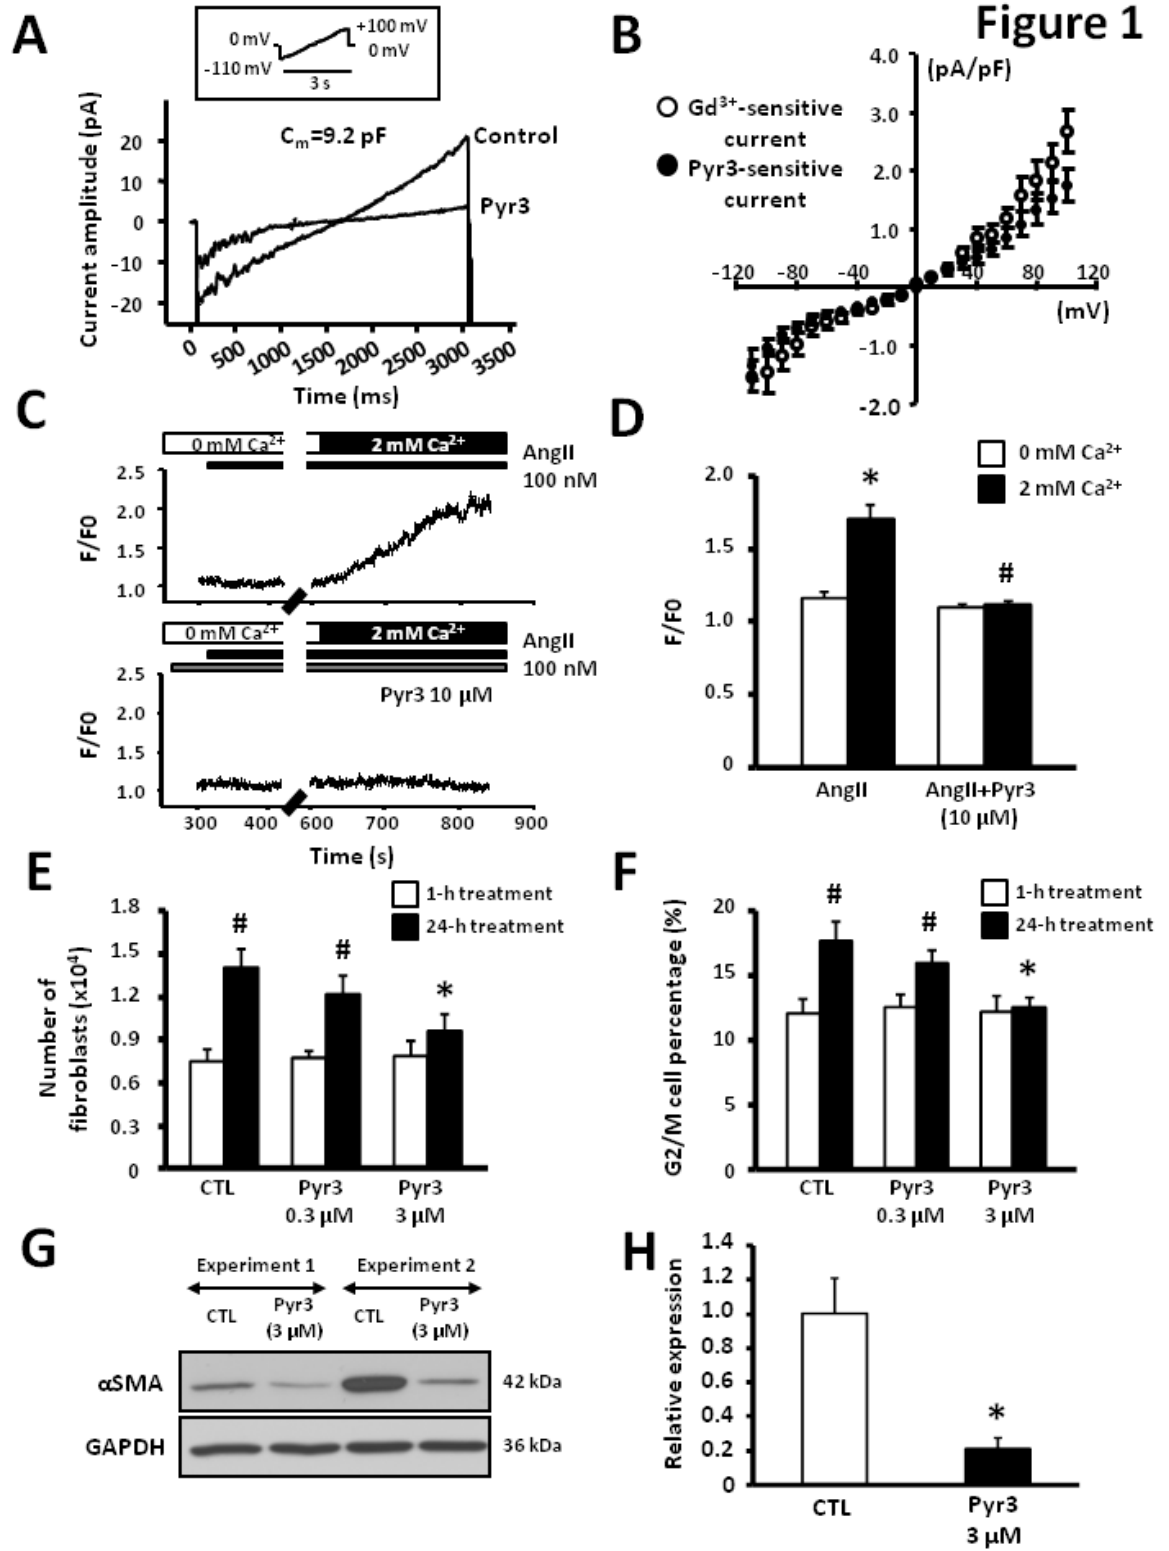 Figure 1
A
0 mV
+100 mV
0 mV
-110 mV
3 s
Current amplitude (pA)
20
10
0
-10
-20
Cm=9.2 pF
Control
Pyr3
0
500
1000
1500
2000
2500
3000
3500
Time (ms)
B
4.0
(pA/pF)
3.0
2.0
1.0
-1.0
-2.0
Gd3+-sensitive
current
Pyr3-sensitive
current
-120
-80
-40
40
80
120
(mV)
C
0 mM Ca2+
2 mM Ca2+
AngII
100 nM
F/F0
2.5
2.0
1.5
1.0
0 mM Ca2+
2 mM Ca2+
AngII
100 nM
Pyr3 10 µM
F/F0
2.5
2.0
1.5
1.0
300
400
600
700
800
900
Time (s)
D
0 mM Ca2+
2 mM Ca2+
F/F0
2.0
1.5
1.0
0.5
0
*
#
AngII
AngII+Pyr3
(10 µM)
E
1-h treatment
24-h treatment
Number of
fibroblasts (x10⁴)
1.8
1.5
1.2
0.9
0.6
0.3
0
#
#
*
CTL
Pyr3
0.3 µM
Pyr3
3 µM
F
1-h treatment
24-h treatment
G2/M cell percentage (%)
20
15
10
5
0
#
#
*
CTL
Pyr3
0.3 µM
Pyr3
3 µM
G
Experiment 1
Experiment 2
CTL
Pyr3
(3 µM)
CTL
Pyr3
(3 µM)
αSMA
42 kDa
GAPDH
36 kDa
H
Relative expression
1.4
1.2
1.0
0.8
0.6
0.4
0.2
0
*
CTL
Pyr3
3 µM